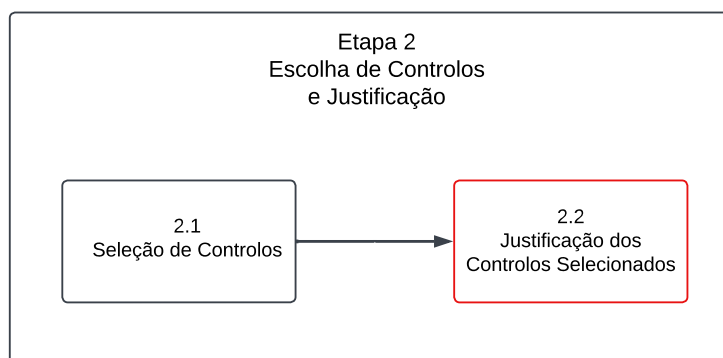 Etapa 2
Escolha de Controlos
e Justificação
2.1
Seleção de Controlos
2.2
Justificação dos
Controlos Selecionados